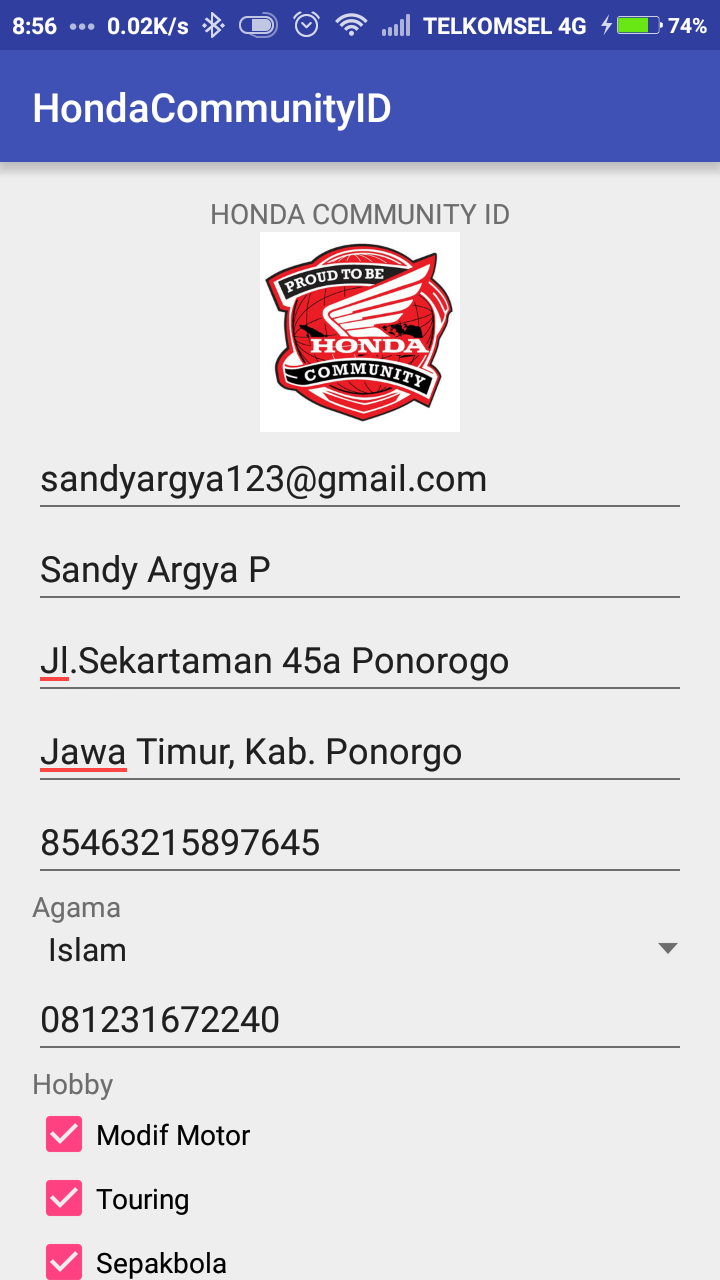 8:56 ... 0.02K/s TELKOMSEL 4G 74%
HondaCommunityID
HONDA COMMUNITY ID
PROUD TO BE
HONDA
COMMUNITY
sandyargya123@gmail.com
Sandy Argya P
Jl.Sekartaman 45a Ponorogo
Jawa Timur, Kab. Ponorgo
85463215897645
Agama
Islam
081231672240
Hobby
Modif Motor
Touring
Sepakbola